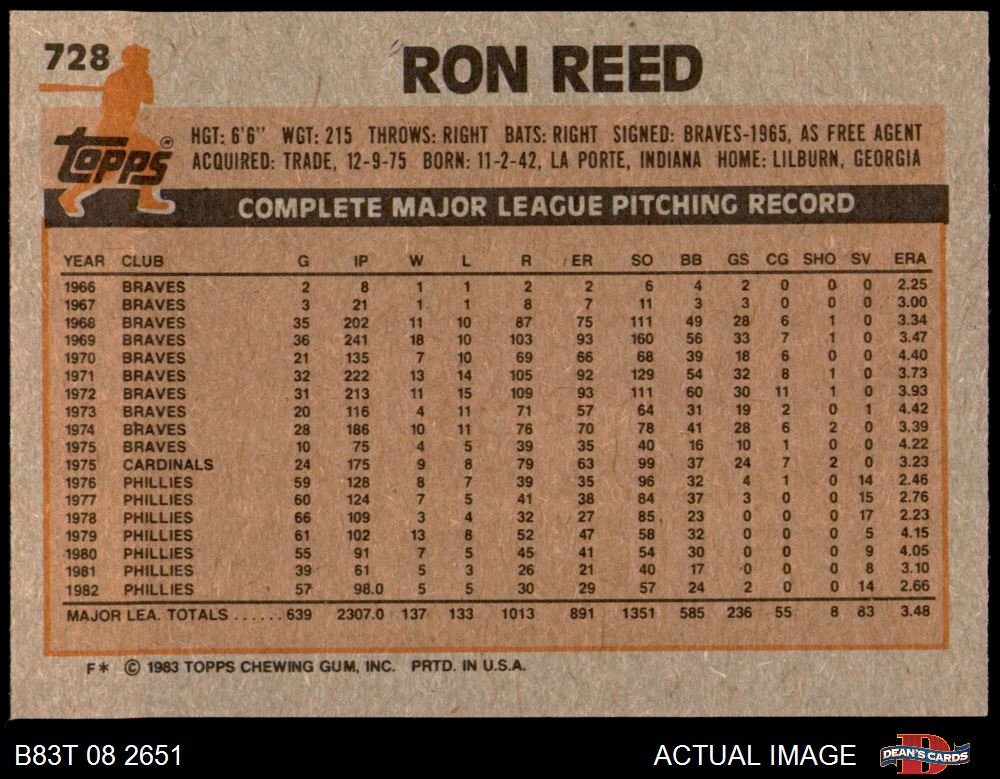 728 RON REED
Topps®
HGT: 6'6" WGT: 215 THROWS: RIGHT BATS: RIGHT SIGNED: BRAVES-1965, AS FREE AGENT
ACQUIRED: TRADE, 12-9-75 BORN: 11-2-42, LA PORTE, INDIANA HOME: LILBURN, GEORGIA
COMPLETE MAJOR LEAGUE PITCHING RECORD
YEAR CLUB G IP W L R ER SO BB GS CG SHO SV ERA
1966 BRAVES 2 8 1 1 2 2 6 4 2 0 0 0 2.25
1967 BRAVES 3 21 1 1 8 7 11 3 3 0 0 0 3.00
1968 BRAVES 35 202 11 10 87 75 111 49 28 6 1 0 3.34
1969 BRAVES 36 241 18 10 103 93 160 56 33 7 1 0 3.47
1970 BRAVES 21 135 7 10 69 66 68 39 18 6 0 0 4.40
1971 BRAVES 32 222 13 14 105 92 129 54 32 8 1 0 3.73
1972 BRAVES 31 213 11 15 109 93 111 60 30 11 1 0 3.93
1973 BRAVES 20 116 4 11 71 57 64 31 19 2 0 1 4.42
1974 BRAVES 28 186 10 11 76 70 78 41 28 6 2 0 3.39
1975 BRAVES 10 75 4 5 39 35 40 16 10 1 0 0 4.22
1975 CARDINALS 24 175 9 8 79 63 99 37 24 7 2 0 3.23
1976 PHILLIES 59 128 8 7 39 35 96 32 4 1 0 14 2.46
1977 PHILLIES 60 124 7 5 41 38 84 37 3 0 0 15 2.76
1978 PHILLIES 66 109 3 4 32 27 85 23 0 0 0 17 2.23
1979 PHILLIES 61 102 13 8 52 47 58 32 0 0 0 5 4.15
1980 PHILLIES 55 91 7 5 45 41 54 30 0 0 0 9 4.05
1981 PHILLIES 39 61 5 3 26 21 40 17 0 0 0 8 3.10
1982 PHILLIES 57 98.0 5 5 30 29 57 24 2 0 0 14 2.66
MAJOR LEA. TOTALS ...... 639 2307.0 137 133 1013 891 1351 585 236 55 8 83 3.48
F* © 1983 TOPPS CHEWING GUM, INC. PRTD. IN U.S.A.
B83T 08 2651 ACTUAL IMAGE DEAN'S CARDS